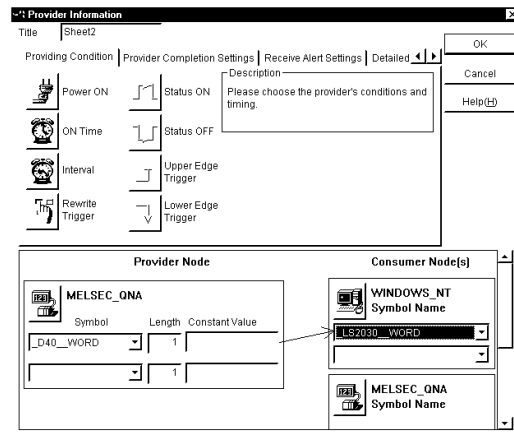 Provider Information
Title Sheet2
OK
Cancel
Help(H)
Providing Condition Provider Completion Settings Receive Alert Settings Detailed
Power ON
ON Time
Interval
Rewrite Trigger
Status ON
Status OFF
Upper Edge Trigger
Lower Edge Trigger
Description
Please choose the provider's conditions and
timing.
Provider Node
MELSEC_QNA
Symbol Length Constant Value
_D40__WORD 1
1
Consumer Node(s)
WINDOWS_NT
Symbol Name
_LS2030__WORD
MELSEC_QNA
Symbol Name